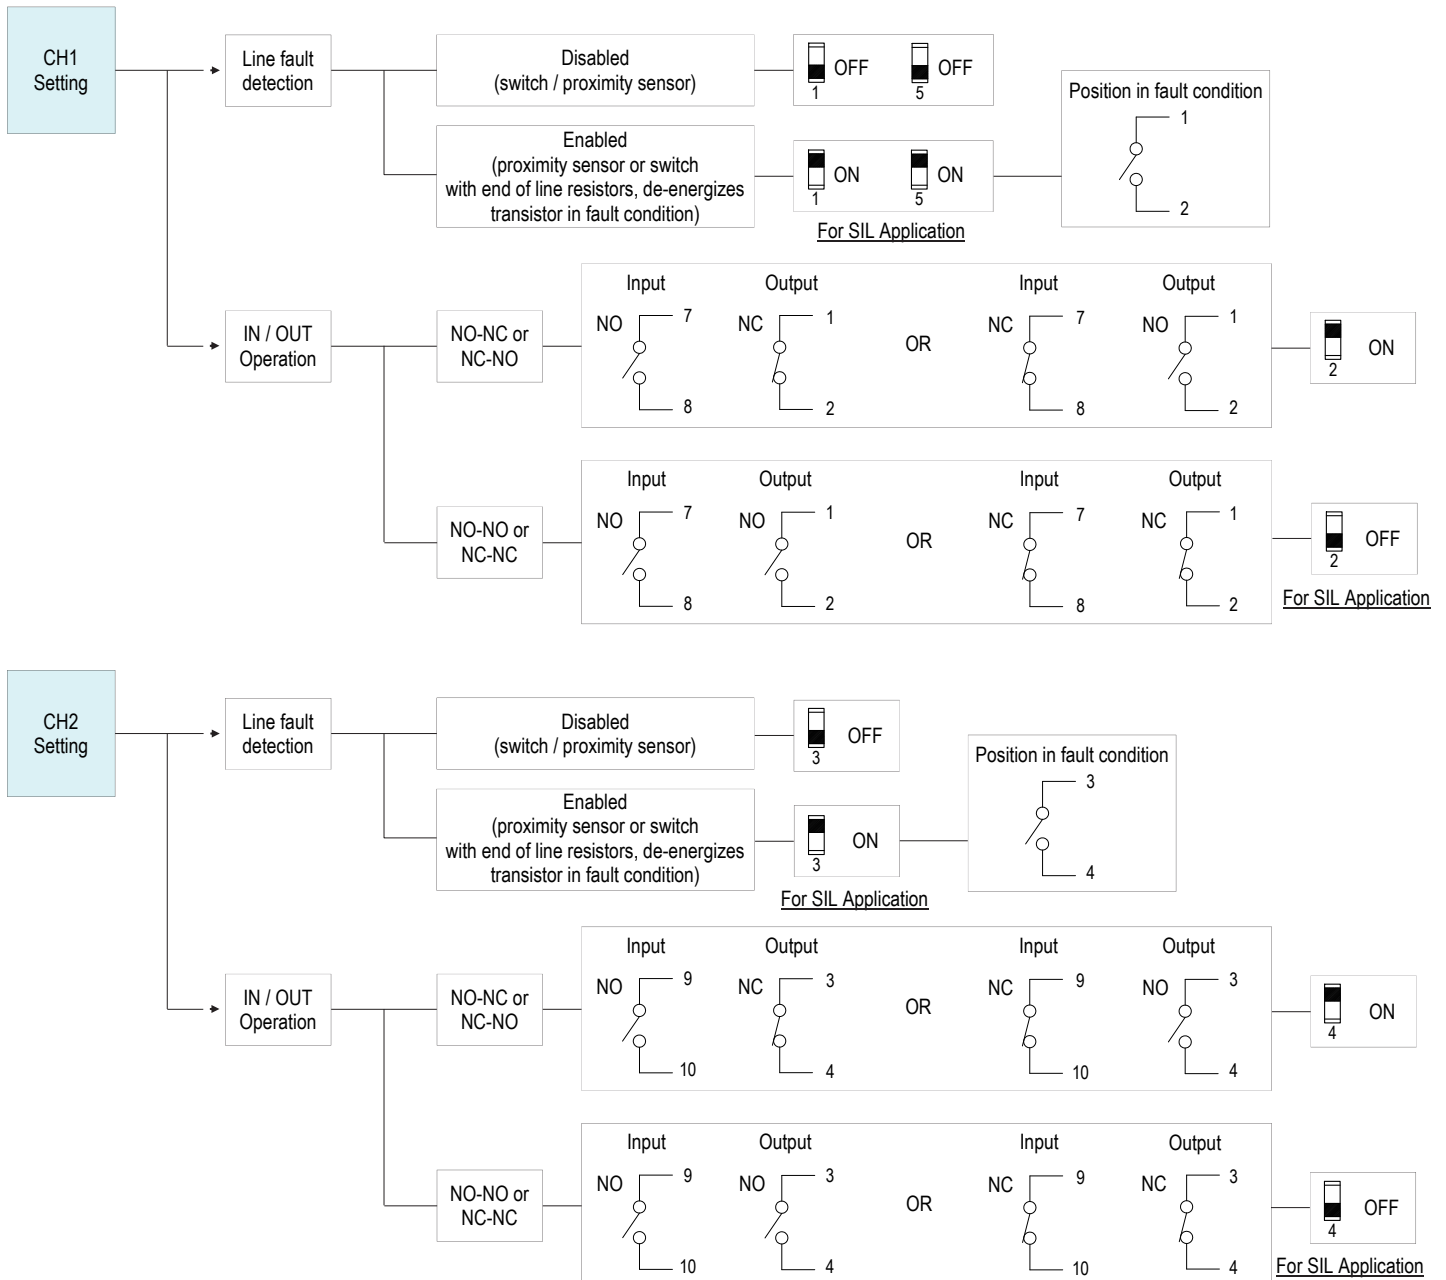 CH1
Setting
Line fault
detection
Disabled
(switch / proximity sensor)
OFF
OFF
1
5
Enabled
(proximity sensor or switch
with end of line resistors, de-energizes
transistor in fault condition)
ON
ON
1
5
For SIL Application
Position in fault condition
1
2
IN / OUT
Operation
NO-NC or
NC-NO
Input
NO
7
8
Output
NC
1
2
OR
Input
NC
7
8
Output
NO
1
2
ON
2
NO-NO or
NC-NC
Input
NO
7
8
Output
NO
1
2
OR
Input
NC
7
8
Output
NC
1
2
OFF
2
For SIL Application
CH2
Setting
Line fault
detection
Disabled
(switch / proximity sensor)
OFF
3
Enabled
(proximity sensor or switch
with end of line resistors, de-energizes
transistor in fault condition)
ON
3
For SIL Application
Position in fault condition
3
4
IN / OUT
Operation
NO-NC or
NC-NO
Input
NO
9
10
Output
NC
3
4
OR
Input
NC
9
10
Output
NO
3
4
ON
4
NO-NO or
NC-NC
Input
NO
9
10
Output
NO
3
4
OR
Input
NC
9
10
Output
NC
3
4
OFF
4
For SIL Application